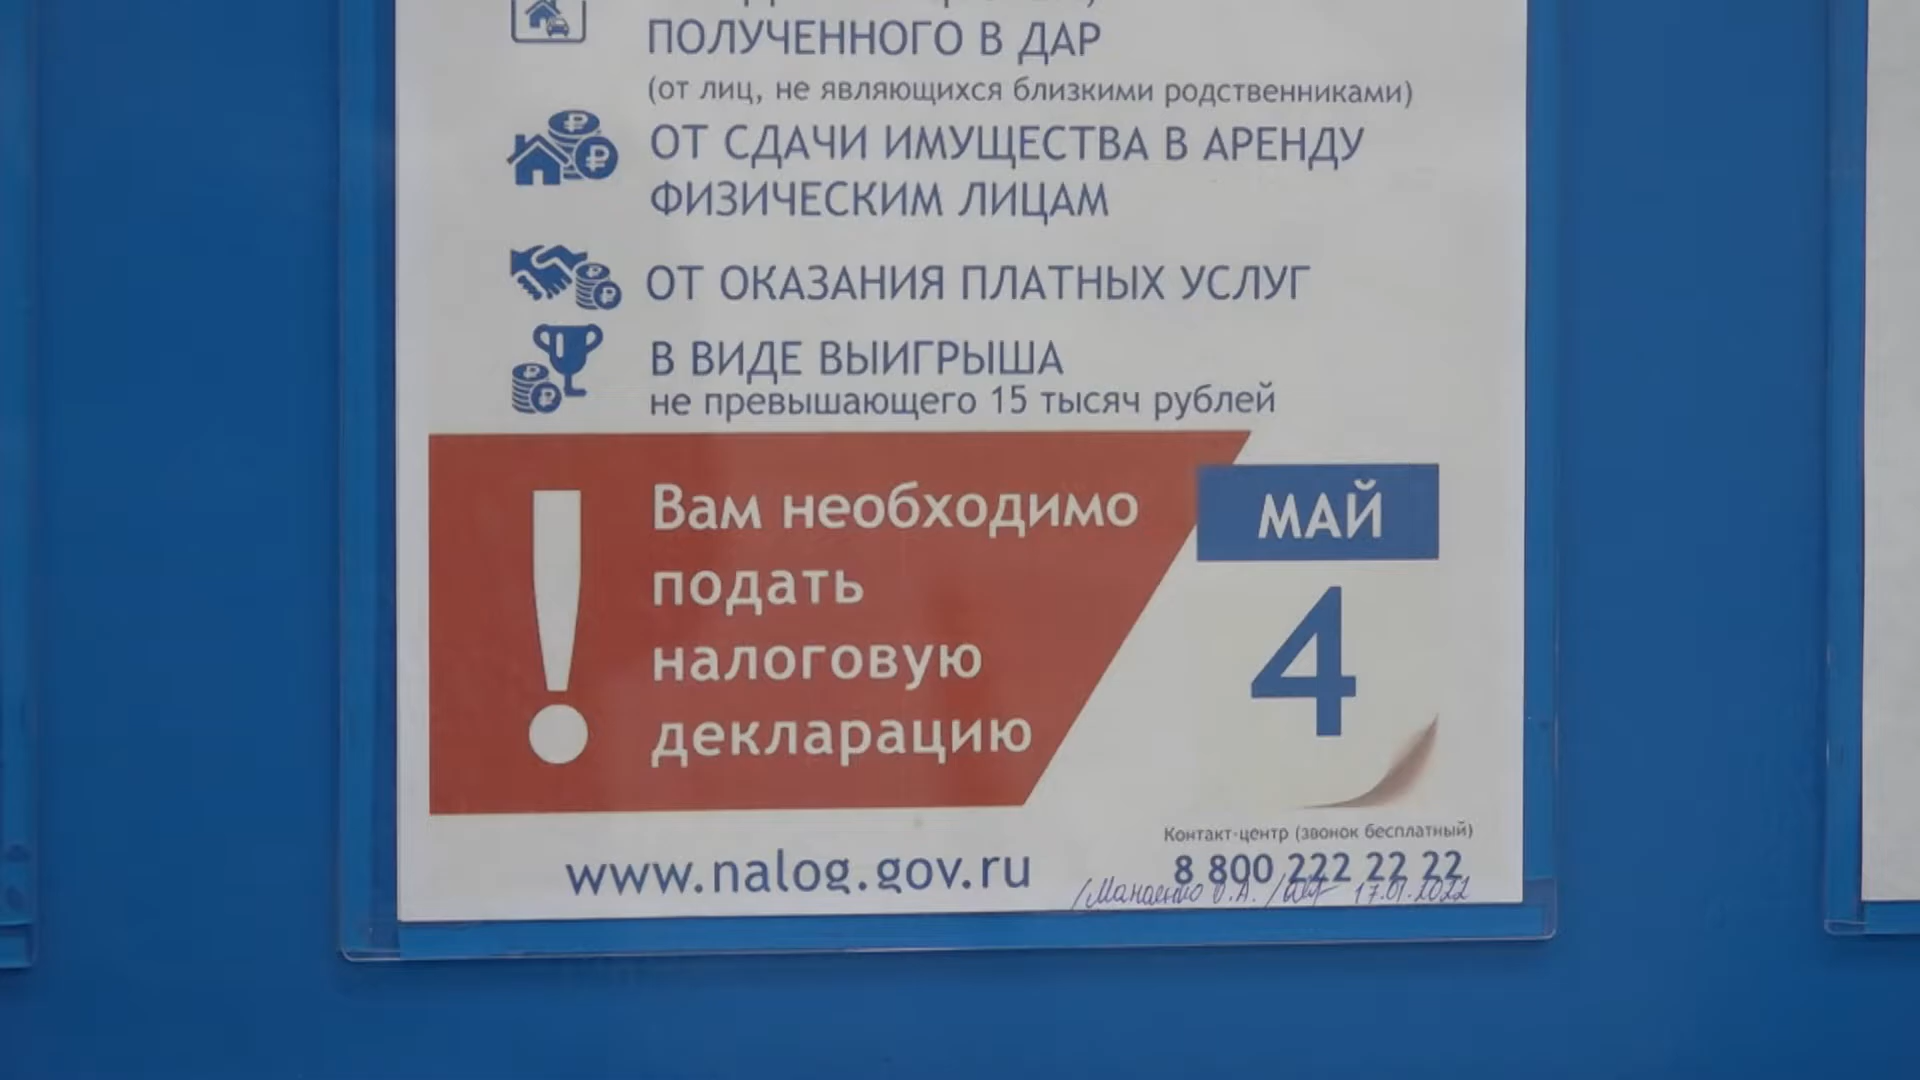 ПОЛУЧЕННОГО В ДАР
(от лиц, не являющихся близкими родственниками)
ОТ СДАЧИ ИМУЩЕСТВА В АРЕНДУ
ФИЗИЧЕСКИМ ЛИЦАМ
ОТ ОКАЗАНИЯ ПЛАТНЫХ УСЛУГ
В ВИДЕ ВЫИГРЫША
не превышающего 15 тысяч рублей
Вам необходимо
подать
налоговую
декларацию
МАЙ
4
Контакт-центр (звонок бесплатный)
www.nalog.gov.ru
8 800 222 22 22
17.01.2022